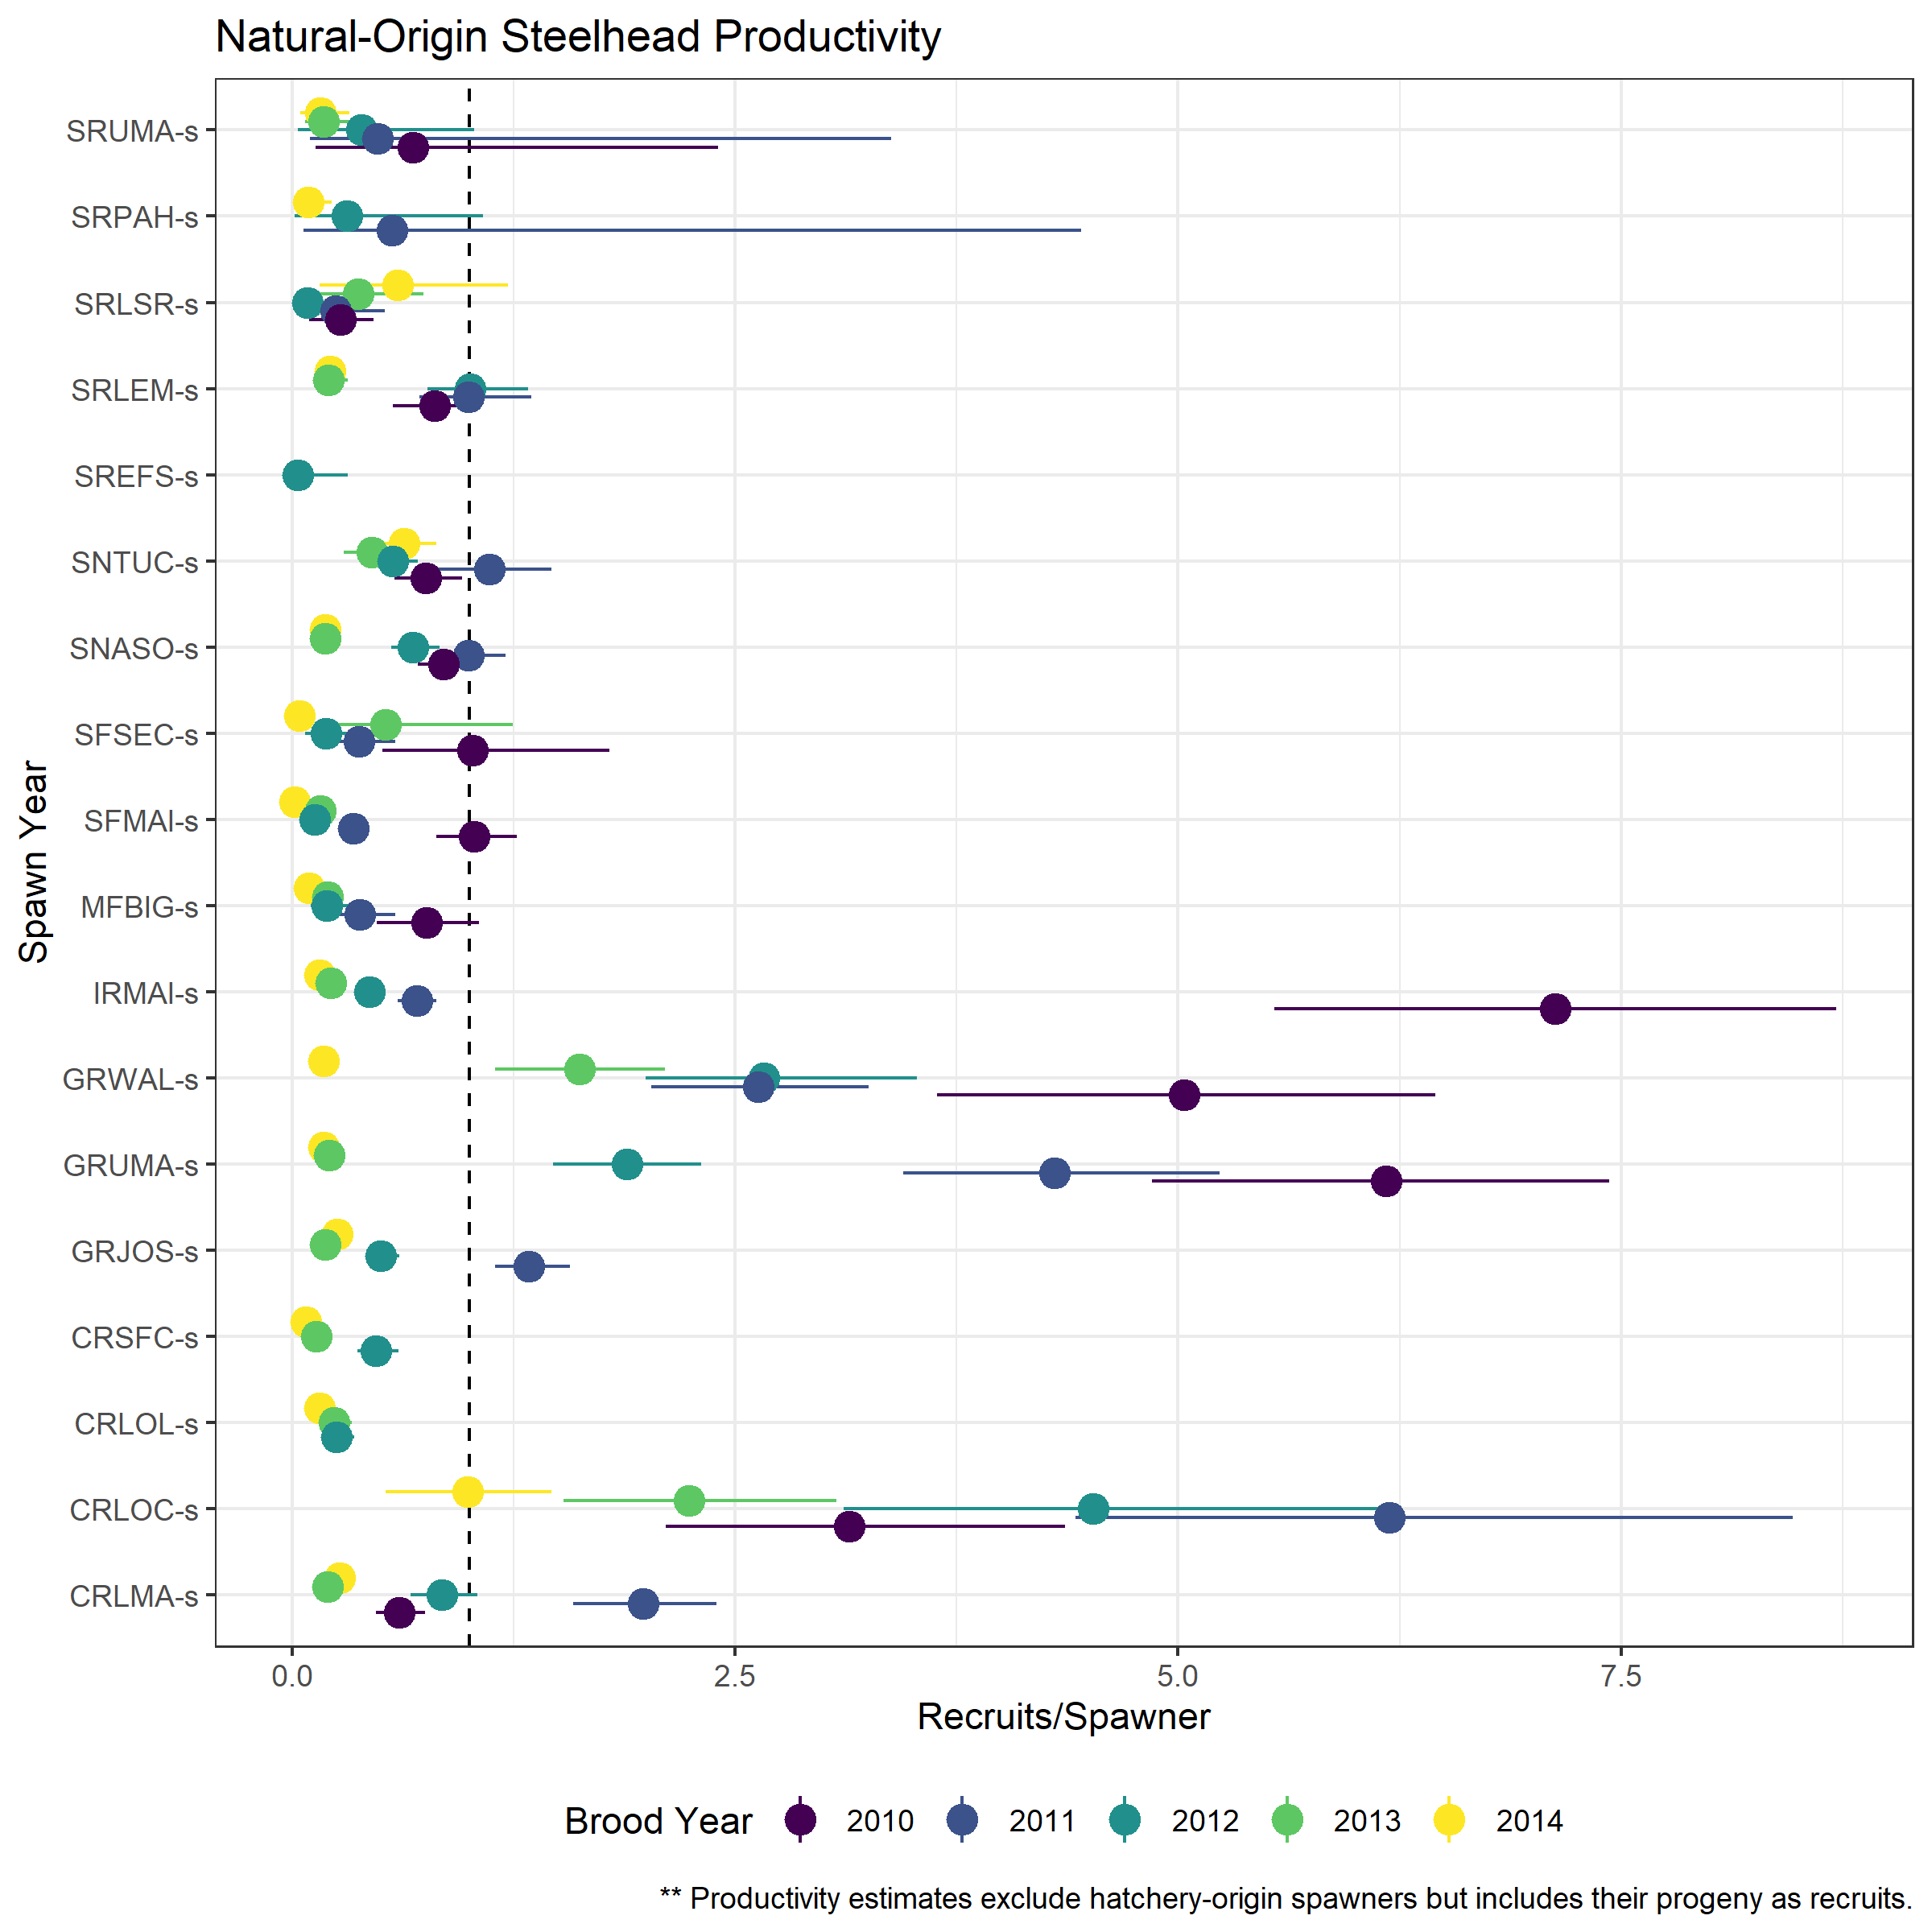 Natural-Origin Steelhead Productivity
SRUMA-s
SRPAH-s
SRLSR-s
SRLEM-s
SREFS-s
SNTUC-s
SNASO-s
SFSEC-s
SFMAI-s
MFBIG-s
IRMAI-s
GRWAL-s
GRUMA-s
GRJOS-s
CRSFC-s
CRLOL-s
CRLOC-s
CRLMA-s
Spawn Year
0.0 2.5 5.0 7.5
Recruits/Spawner
Brood Year 2010 2011 2012 2013 2014
** Productivity estimates exclude hatchery-origin spawners but includes their progeny as recruits.